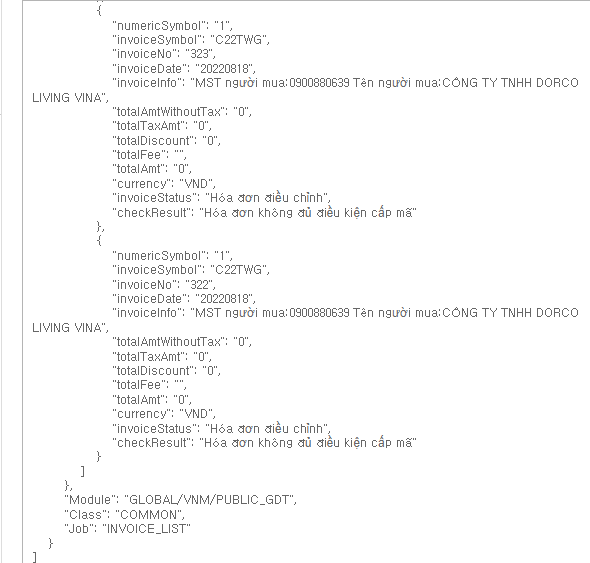 {
"numericSymbol": "1",
"invoiceSymbol": "C22TWG",
"invoiceNo": "323",
"invoiceDate": "20220818",
"invoiceInfo": "MST người mua:0900880639 Tên người mua:CÔNG TY TNHH DORCO
LIVING VINA",
"totalAmtWithoutTax": "0",
"totalTaxAmt": "0",
"totalDiscount": "0",
"totalFee": "",
"totalAmt": "0",
"currency": "VND",
"invoiceStatus": "Hóa đơn điều chỉnh",
"checkResult": "Hóa đơn không đủ điều kiện cấp mã"
},
{
"numericSymbol": "1",
"invoiceSymbol": "C22TWG",
"invoiceNo": "322",
"invoiceDate": "20220818",
"invoiceInfo": "MST người mua:0900880639 Tên người mua:CÔNG TY TNHH DORCO
LIVING VINA",
"totalAmtWithoutTax": "0",
"totalTaxAmt": "0",
"totalDiscount": "0",
"totalFee": "",
"totalAmt": "0",
"currency": "VND",
"invoiceStatus": "Hóa đơn điều chỉnh",
"checkResult": "Hóa đơn không đủ điều kiện cấp mã"
}
]
},
"Module": "GLOBAL/VNM/PUBLIC_GDT",
"Class": "COMMON",
"Job": "INVOICE_LIST"
}
]